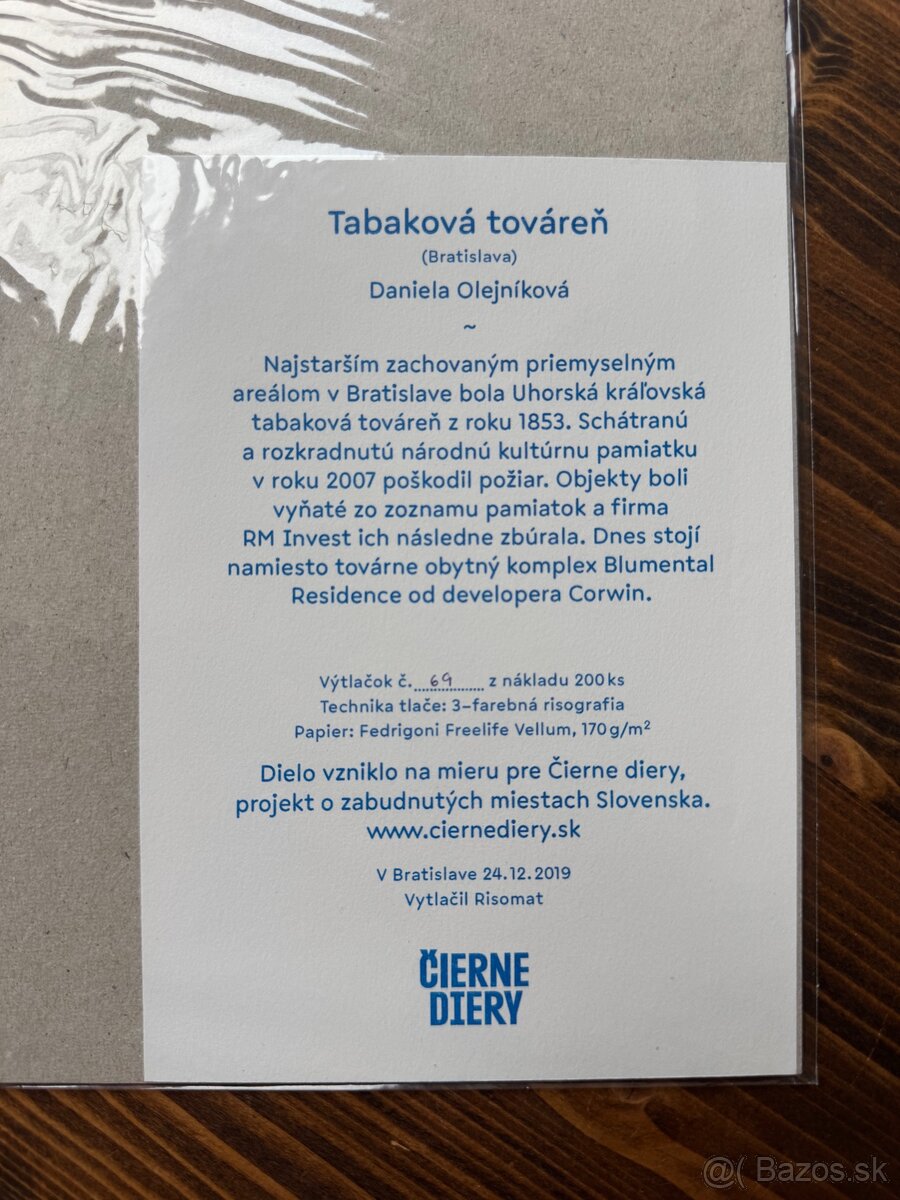 Tabaková továreň
(Bratislava)
Daniela Olejníková
~
Najstarším zachovaným priemyselným
areálom v Bratislave bola Uhorská kráľovská
tabaková továreň z roku 1853. Schátranú
a rozkradnutú národnú kultúrnu pamiatku
v roku 2007 poškodil požiar. Objekty boli
vyňaté zo zoznamu pamiatok a firma
RM Invest ich následne zbúrala. Dnes stojí
namiesto továrne obytný komplex Blumental
Residence od developera Corwin.
Výtlačok č. 69 z nákladu 200 ks
Technika tlače: 3-farebná risografia
Papier: Fedrigoni Freelife Vellum, 170 g/m²
Dielo vzniklo na mieru pre Čierne diery,
projekt o zabudnutých miestach Slovenska.
www.ciernediery.sk
V Bratislave 24.12.2019
Vytlačil Risomat
ČIERNE
DIERY
@( Bazos.sk